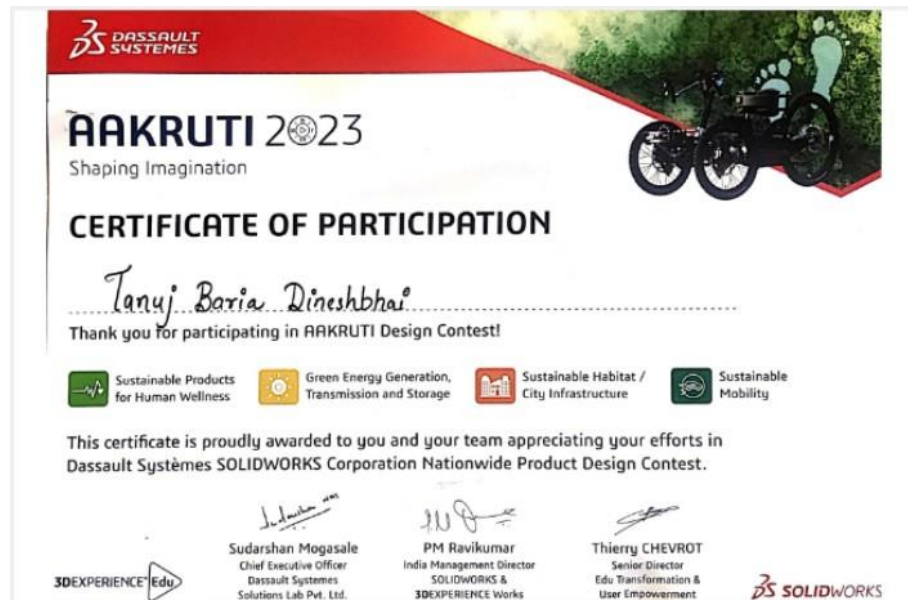 DASSAULT
SYSTEMES
AAKRUTI 2023
Shaping Imagination
CERTIFICATE OF PARTICIPATION
Tanuj Baria Dineshbhai
Thank you for participating in AAKRUTI Design Contest!
Sustainable Products
for Human Wellness
Green Energy Generation,
Transmission and Storage
Sustainable Habitat /
City Infrastructure
Sustainable
Mobility
This certificate is proudly awarded to you and your team appreciating your efforts in
Dassault Systèmes SOLIDWORKS Corporation Nationwide Product Design Contest.
Sudarshan Mogasale
Chief Executive Officer
Dassault Systemes
Solutions Lab Pvt. Ltd.
PM Ravikumar
India Management Director
SOLIDWORKS &
3DEXPERIENCE Works
Thierry CHEVROT
Senior Director
Edu Transformation &
User Empowerment
3DEXPERIENCE Edu
SOLIDWORKS